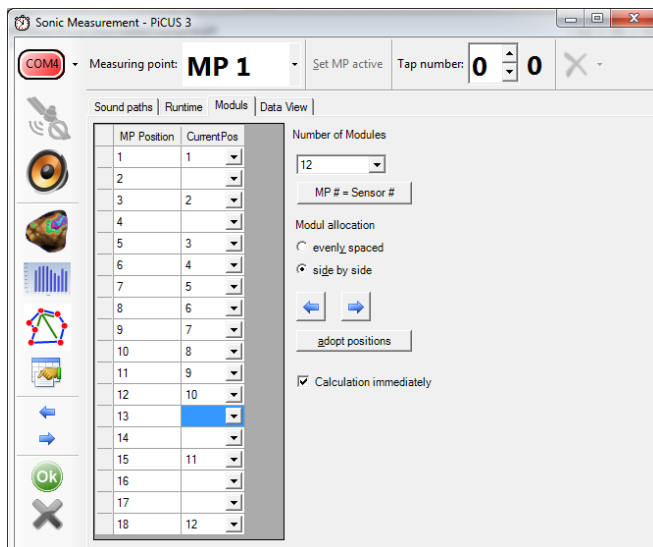 Sonic Measurement - PiCUS 3
COM4 Measuring point: MP 1 Set MP active Tap number: 0 0
Sound paths Runtime Moduls Data View
MP Position CurrentPos
1 1
2
3 2
4
5 3
6 4
7 5
8 6
9 7
10 8
11 9
12 10
13
14
15 11
16
17
18 12
Number of Modules
12
MP # = Sensor #
Modul allocation
evenly spaced
side by side
adopt positions
Calculation immediately
Ok